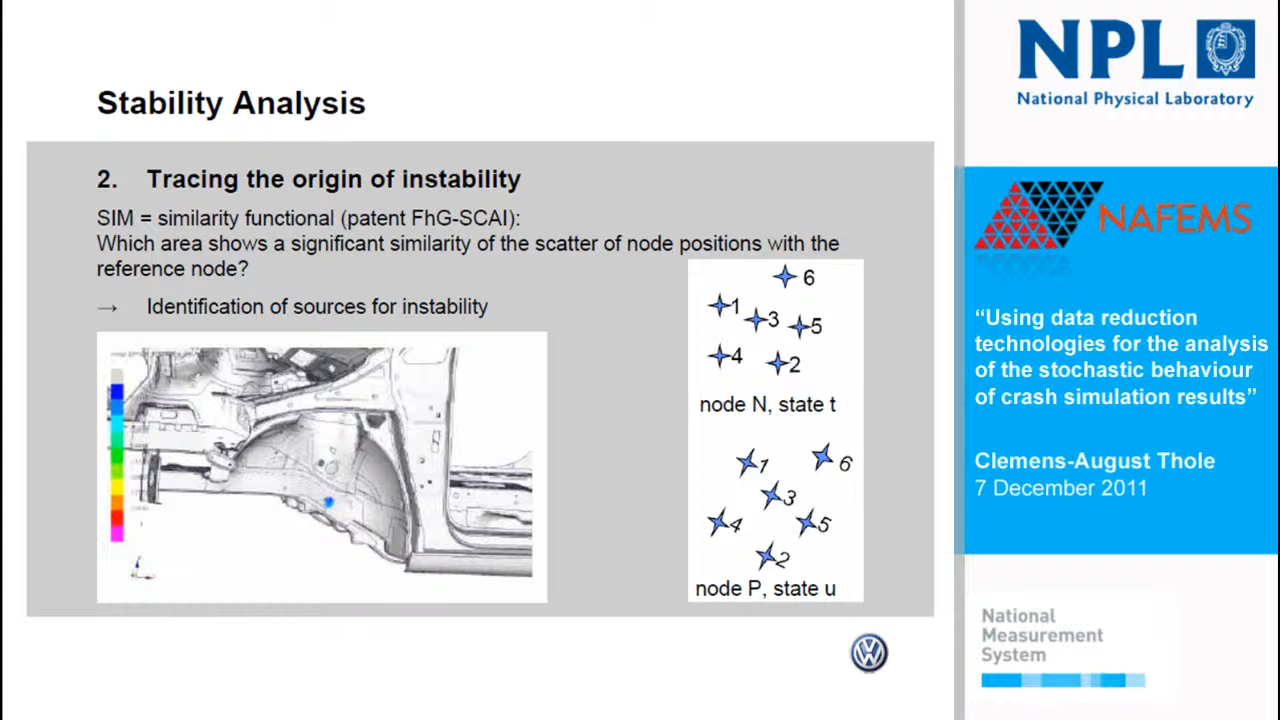 Stability Analysis
2. Tracing the origin of instability
SIM = similarity functional (patent FhG-SCAI):
Which area shows a significant similarity of the scatter of node positions with the
reference node?
→ Identification of sources for instability
6
1
3
5
4
2
node N, state t
1
6
3
4
5
2
node P, state u
NPL
National Physical Laboratory
NAFEMS
“Using data reduction
technologies for the analysis
of the stochastic behaviour
of crash simulation results”
Clemens-August Thole
7 December 2011
National
Measurement
System